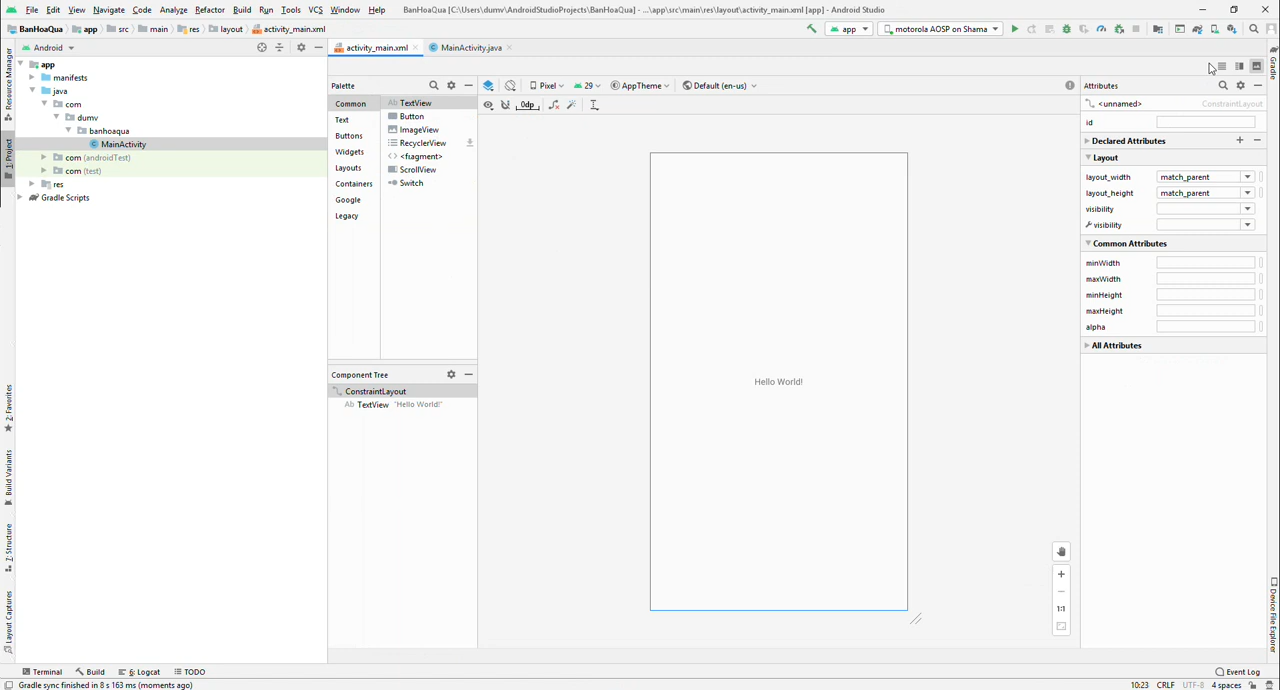 File Edit View Navigate Code Analyze Refactor Build Run Tools VCS Window Help BanHoaQua [C:\Users\dumv\AndroidStudioProjects\BanHoaQua] - ...\app\src\main\res\layout\activity_main.xml [app] - Android Studio
BanHoaQua app src main res layout activity_main.xml app motorola AOSP on Shama
Android activity_main.xml MainActivity.java
app
manifests
java
com
dumv
banhoaqua
MainActivity
com (androidTest)
com (test)
res
Gradle Scripts
Resource Manager
1: Project
2: Favorites
Build Variants
7: Structure
Layout Captures
Palette
Common
Text
Buttons
Widgets
Layouts
Containers
Google
Legacy
Ab TextView
Button
ImageView
RecyclerView
<> <fragment>
ScrollView
Switch
Component Tree
ConstraintLayout
Ab TextView "Hello World!"
Pixel 29 AppTheme Default (en-us)
0dp
Hello World!
1:1
Attributes
<unnamed> ConstraintLayout
id
Declared Attributes
Layout
layout_width match_parent
layout_height match_parent
visibility
visibility
Common Attributes
minWidth
maxWidth
minHeight
maxHeight
alpha
All Attributes
Gradle
Device File Explorer
Terminal Build 6: Logcat TODO Event Log
Gradle sync finished in 8 s 163 ms (moments ago) 10:23 CRLF UTF-8 4 spaces